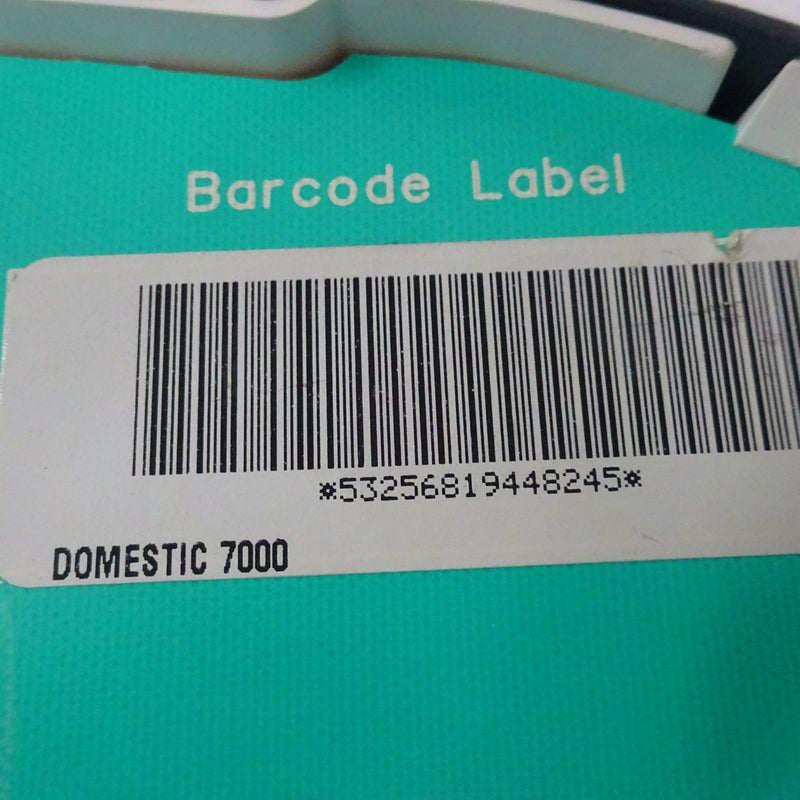 Barcode Label
*53256819448245*
DOMESTIC 7000